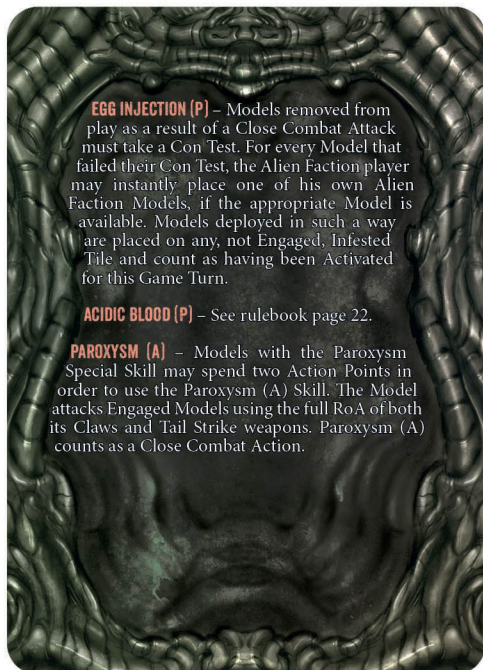 EGG INJECTION (P) – Models removed from
play as a result of a Close Combat Attack
must take a Con Test. For every Model that
failed their Con Test, the Alien Faction player
may instantly place one of his own Alien
Faction Models, if the appropriate Model is
available. Models deployed in such a way
are placed on any, not Engaged, Infested
Tile and count as having been Activated
for this Game Turn.
ACIDIC BLOOD (P) – See rulebook page 22.
PAROXYSM (A) – Models with the Paroxysm
Special Skill may spend two Action Points in
order to use the Paroxysm (A) Skill. The Model
attacks Engaged Models using the full RoA of both
its Claws and Tail Strike weapons. Paroxysm (A)
counts as a Close Combat Action.